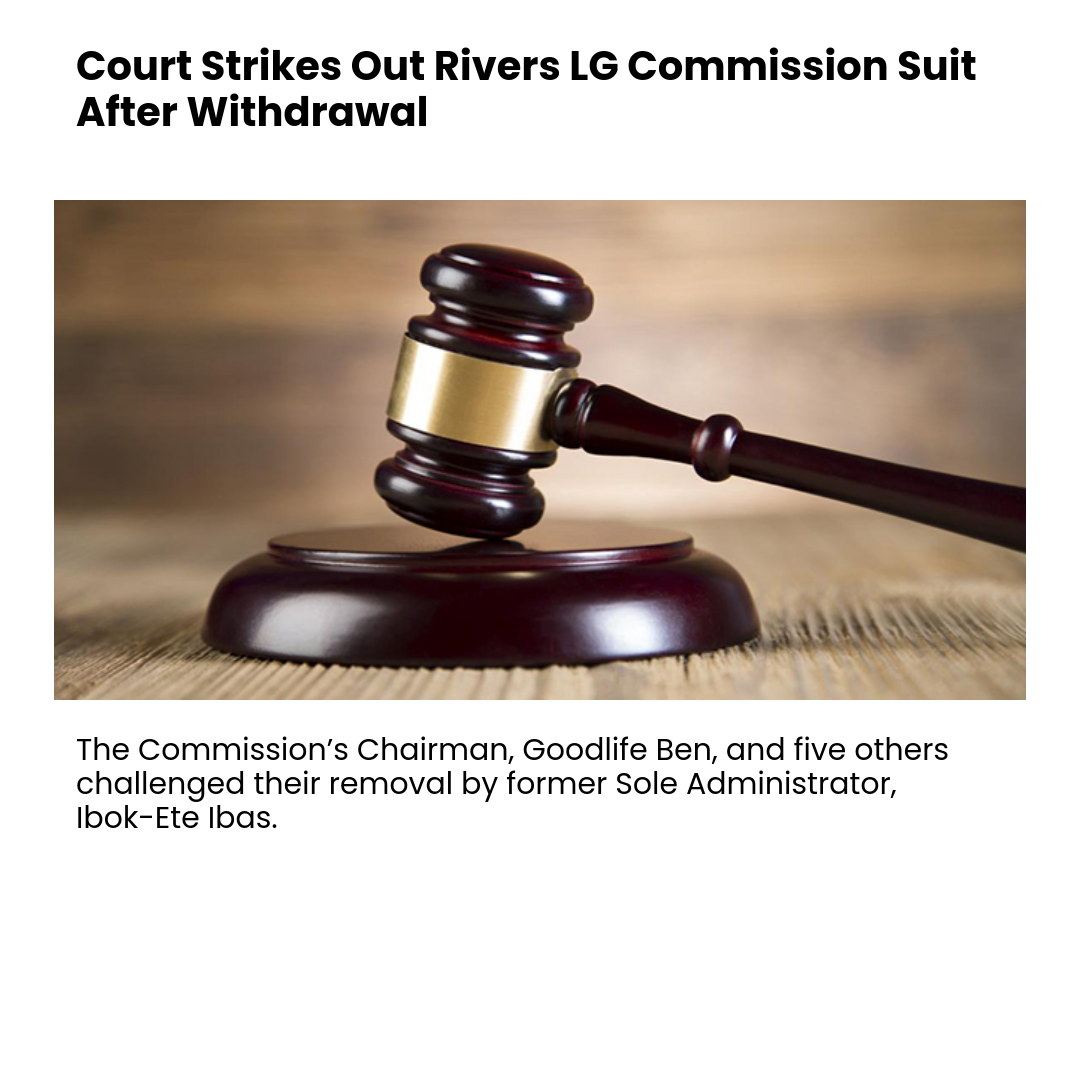 Court Strikes Out Rivers LG Commission Suit
After Withdrawal
The Commission’s Chairman, Goodlife Ben, and five others
challenged their removal by former Sole Administrator,
Ibok-Ete Ibas.